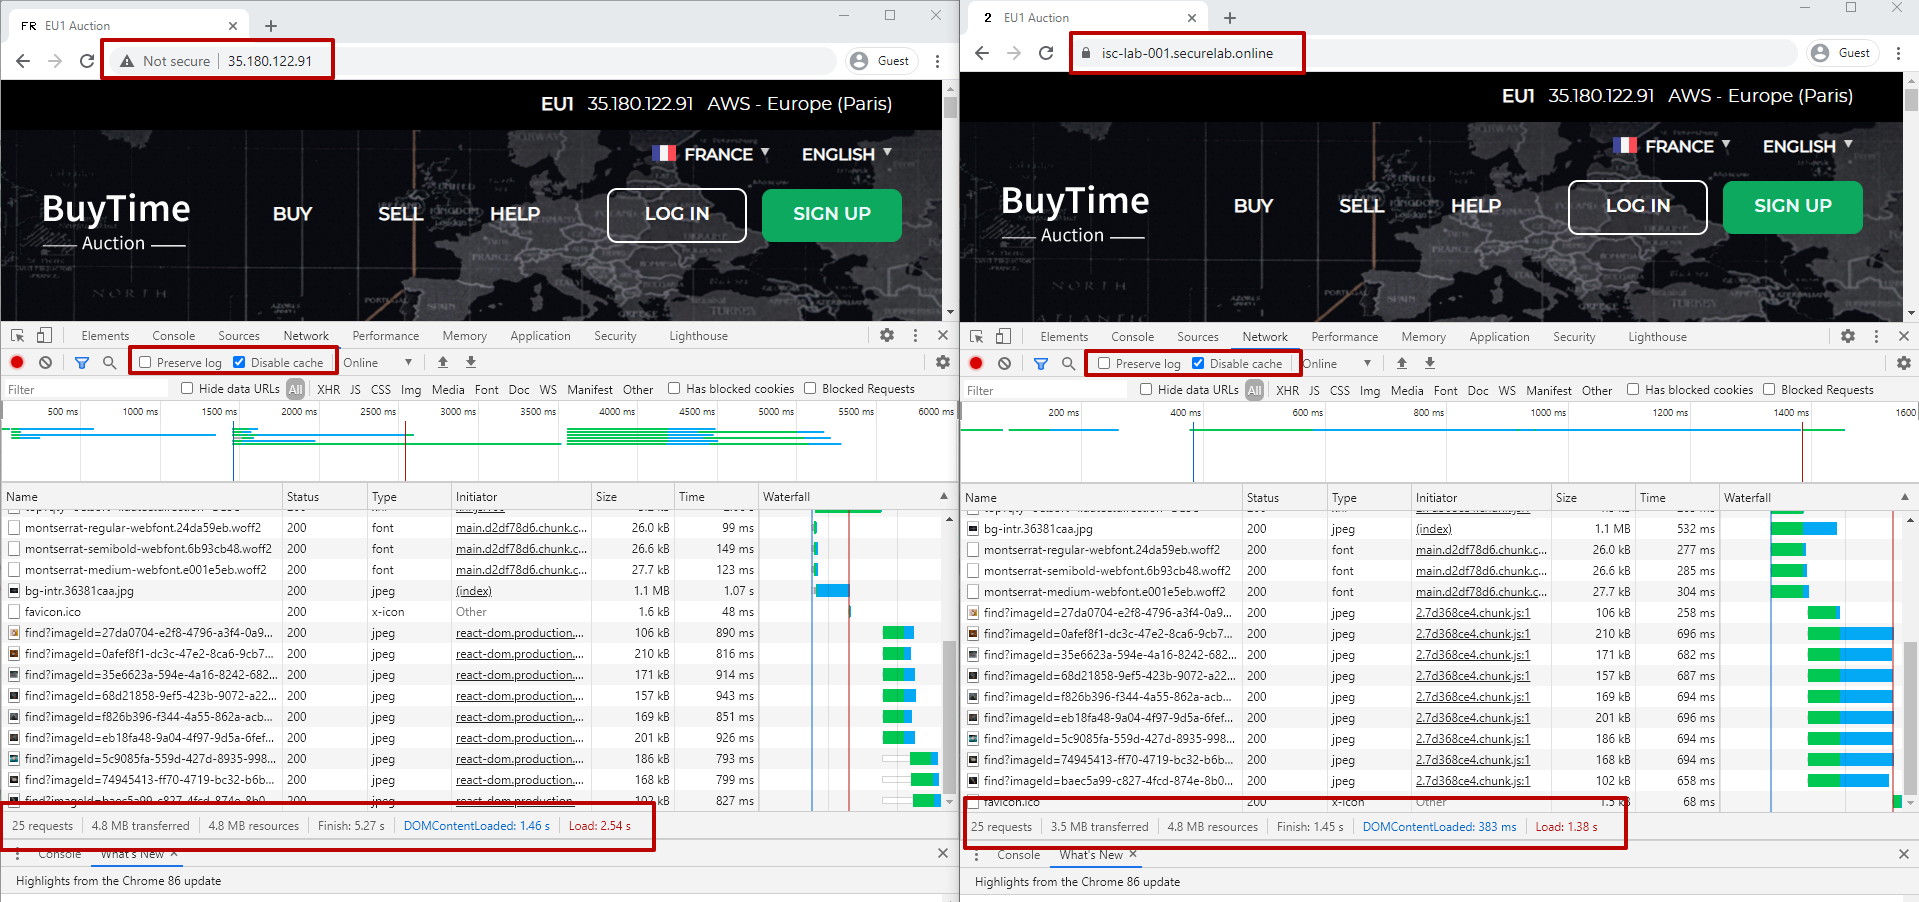 FR EU1 Auction
Not secure 35.180.122.91 Guest
EU1 35.180.122.91 AWS - Europe (Paris)
FRANCE ENGLISH
BuyTime
Auction
BUY SELL HELP LOG IN SIGN UP
Elements Console Sources Network Performance Memory Application Security Lighthouse
Preserve log Disable cache Online
Filter Hide data URLs All XHR JS CSS Img Media Font Doc WS Manifest Other Has blocked cookies Blocked Requests
500 ms 1000 ms 1500 ms 2000 ms 2500 ms 3000 ms 3500 ms 4000 ms 4500 ms 5000 ms 5500 ms 6000 ms
Name Status Type Initiator Size Time Waterfall
montserrat-regular-webfont.24da59eb.woff2 200 font main.d2df78d6.chunk.c... 26.0 kB 99 ms
montserrat-semibold-webfont.6b93cb48.woff2 200 font main.d2df78d6.chunk.c... 26.6 kB 149 ms
montserrat-medium-webfont.e001e5eb.woff2 200 font main.d2df78d6.chunk.c... 27.7 kB 123 ms
bg-intr.36381caa.jpg 200 jpeg (index) 1.1 MB 1.07 s
favicon.ico 200 x-icon Other 1.6 kB 48 ms
find?imageId=27da0704-e2f8-4796-a3f4-0a9... 200 jpeg react-dom.production.... 106 kB 890 ms
find?imageId=0afef8f1-dc3c-47e2-8ca6-9cb7... 200 jpeg react-dom.production.... 210 kB 816 ms
find?imageId=35e6623a-594e-4a16-8242-682... 200 jpeg react-dom.production.... 171 kB 914 ms
find?imageId=68d21858-9ef5-423b-9072-a22... 200 jpeg react-dom.production.... 157 kB 943 ms
find?imageId=f826b396-f344-4a55-862a-acb... 200 jpeg react-dom.production.... 169 kB 851 ms
find?imageId=eb18fa48-9a04-4f97-9d5a-6fef... 200 jpeg react-dom.production.... 201 kB 926 ms
find?imageId=5c9085fa-559d-427d-8935-998... 200 jpeg react-dom.production.... 186 kB 793 ms
find?imageId=74945413-ff70-4719-bc32-b6b... 200 jpeg react-dom.production.... 168 kB 799 ms
find?imageId=baec5a99-c827-4fcd-874e-8b0... 200 jpeg react-dom.production.... 102 kB 827 ms
25 requests 4.8 MB transferred 4.8 MB resources Finish: 5.27 s DOMContentLoaded: 1.46 s Load: 2.54 s
Console What's New
Highlights from the Chrome 86 update
2 EU1 Auction
isc-lab-001.securelab.online Guest
EU1 35.180.122.91 AWS - Europe (Paris)
FRANCE ENGLISH
BuyTime
Auction
BUY SELL HELP LOG IN SIGN UP
Elements Console Sources Network Performance Memory Application Security Lighthouse
Preserve log Disable cache Online
Filter Hide data URLs All XHR JS CSS Img Media Font Doc WS Manifest Other Has blocked cookies Blocked Requests
200 ms 400 ms 600 ms 800 ms 1000 ms 1200 ms 1400 ms 1600
Name Status Type Initiator Size Time Waterfall
bg-intr.36381caa.jpg 200 jpeg (index) 1.1 MB 532 ms
montserrat-regular-webfont.24da59eb.woff2 200 font main.d2df78d6.chunk.c... 26.0 kB 277 ms
montserrat-semibold-webfont.6b93cb48.woff2 200 font main.d2df78d6.chunk.c... 26.6 kB 285 ms
montserrat-medium-webfont.e001e5eb.woff2 200 font main.d2df78d6.chunk.c... 27.7 kB 304 ms
find?imageId=27da0704-e2f8-4796-a3f4-0a9... 200 jpeg 2.7d368ce4.chunk.js:1 106 kB 258 ms
find?imageId=0afef8f1-dc3c-47e2-8ca6-9cb7... 200 jpeg 2.7d368ce4.chunk.js:1 210 kB 696 ms
find?imageId=35e6623a-594e-4a16-8242-682... 200 jpeg 2.7d368ce4.chunk.js:1 171 kB 682 ms
find?imageId=68d21858-9ef5-423b-9072-a22... 200 jpeg 2.7d368ce4.chunk.js:1 157 kB 687 ms
find?imageId=f826b396-f344-4a55-862a-acb... 200 jpeg 2.7d368ce4.chunk.js:1 169 kB 694 ms
find?imageId=eb18fa48-9a04-4f97-9d5a-6fef... 200 jpeg 2.7d368ce4.chunk.js:1 201 kB 696 ms
find?imageId=5c9085fa-559d-427d-8935-998... 200 jpeg 2.7d368ce4.chunk.js:1 186 kB 694 ms
find?imageId=74945413-ff70-4719-bc32-b6b... 200 jpeg 2.7d368ce4.chunk.js:1 168 kB 694 ms
find?imageId=baec5a99-c827-4fcd-874e-8b0... 200 jpeg 2.7d368ce4.chunk.js:1 102 kB 658 ms
favicon.ico 200 x-icon Other 1.5 kB 68 ms
25 requests 3.5 MB transferred 4.8 MB resources Finish: 1.45 s DOMContentLoaded: 383 ms Load: 1.38 s
Console What's New
Highlights from the Chrome 86 update